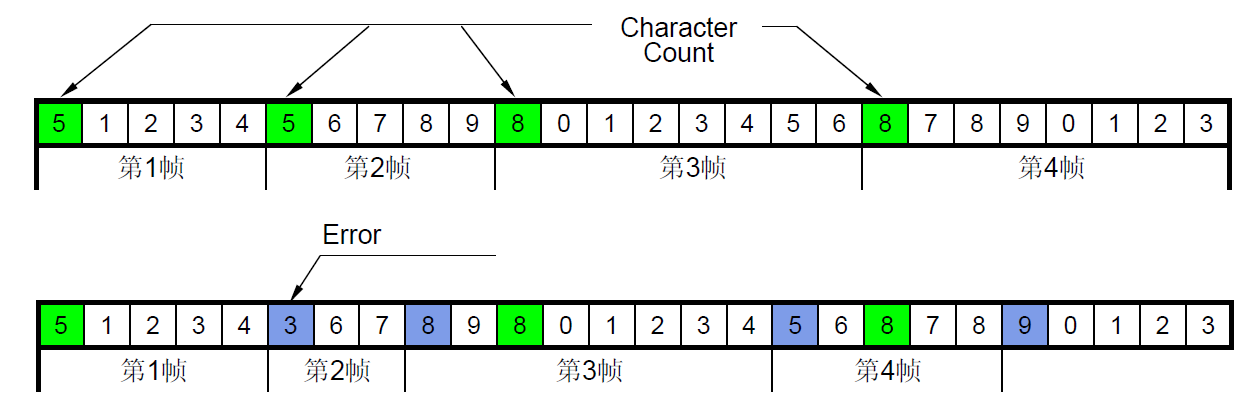 Character
Count
5 1 2 3 4 5 6 7 8 9 8 0 1 2 3 4 5 6 8 7 8 9 0 1 2 3
第1帧 第2帧 第3帧 第4帧
Error
5 1 2 3 4 3 6 7 8 9 8 0 1 2 3 4 5 6 8 7 8 9 0 1 2 3
第1帧 第2帧 第3帧 第4帧